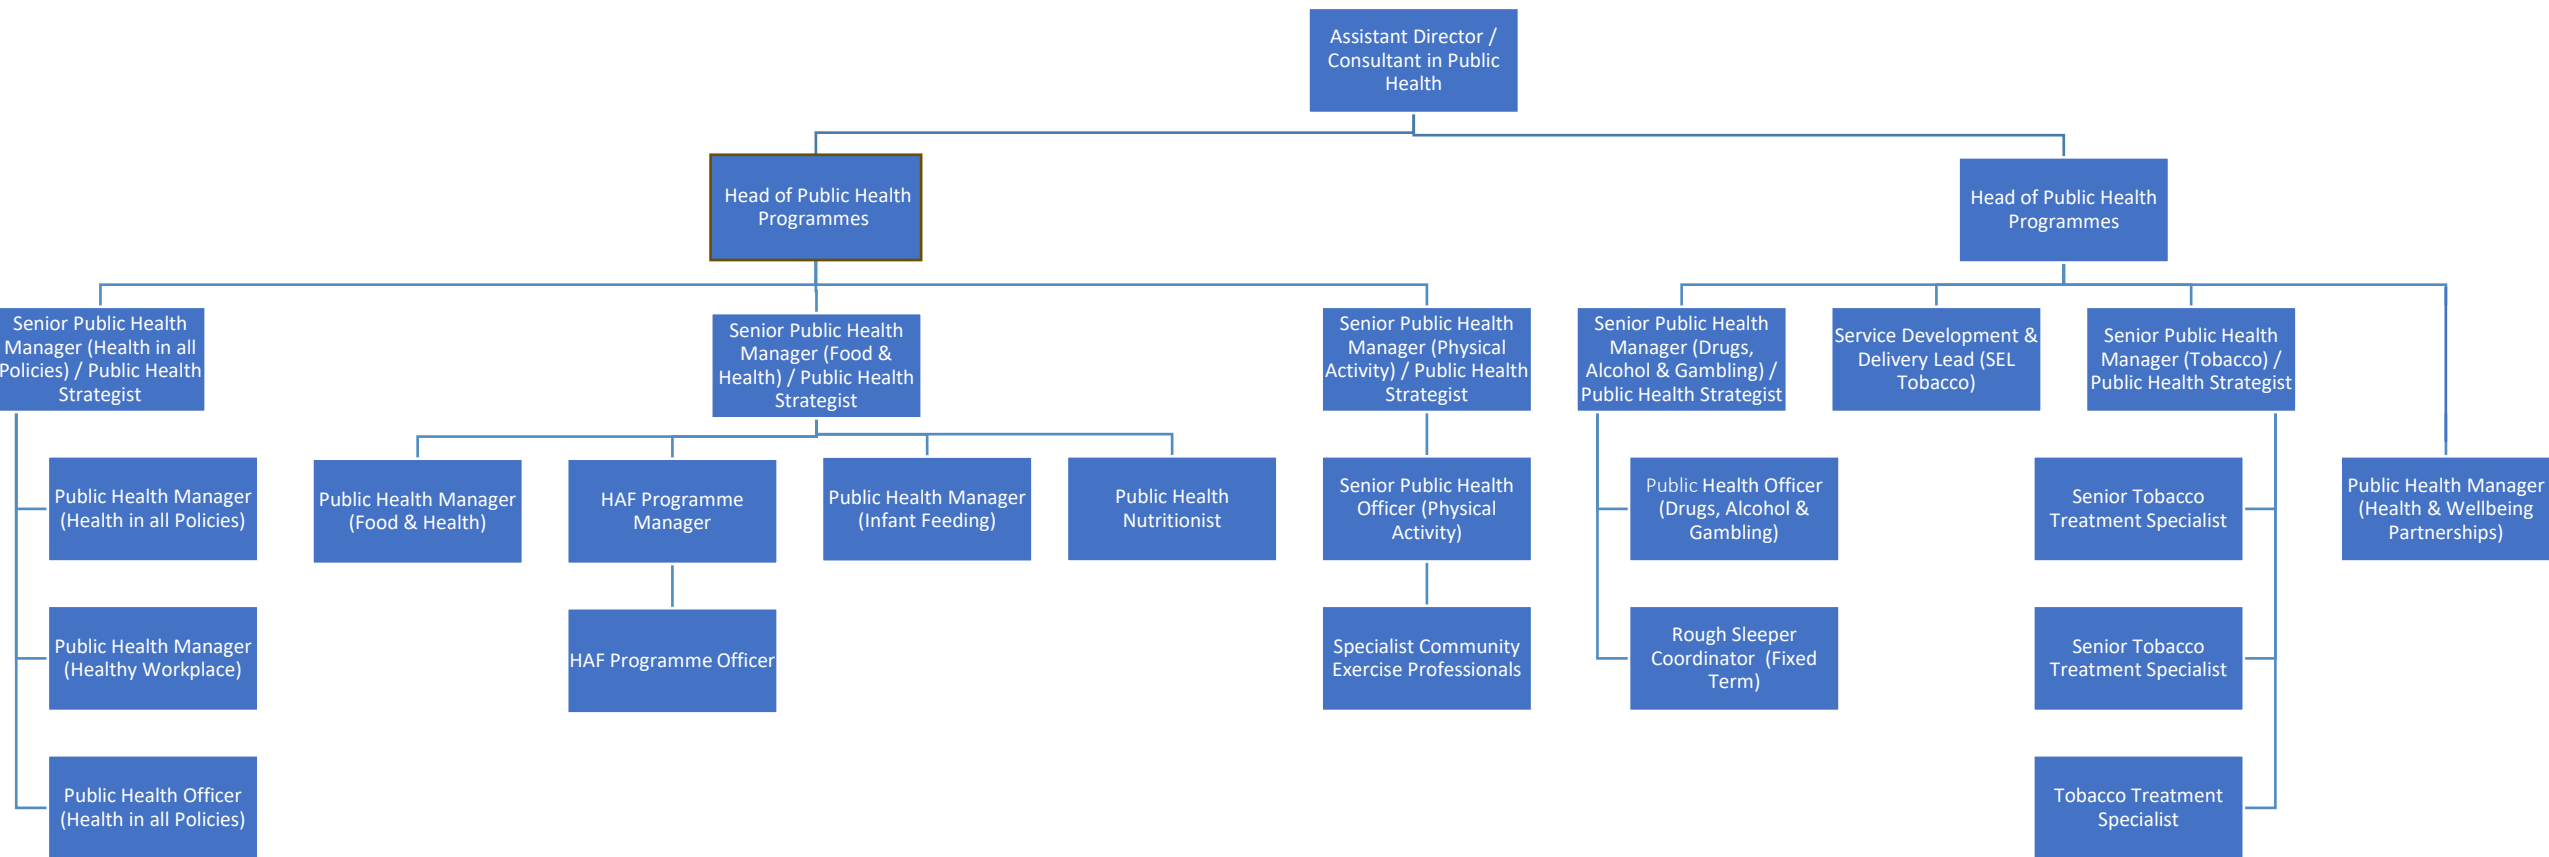 Assistant Director /
Consultant in Public
Health
Head of Public Health
Programmes
Head of Public Health
Programmes
Senior Public Health
Manager (Health in all
Policies) / Public Health
Strategist
Senior Public Health
Manager (Food &
Health) / Public Health
Strategist
Senior Public Health
Manager (Physical
Activity) / Public Health
Strategist
Senior Public Health
Manager (Drugs,
Alcohol & Gambling) /
Public Health Strategist
Service Development &
Delivery Lead (SEL
Tobacco)
Senior Public Health
Manager (Tobacco) /
Public Health Strategist
Public Health Manager
(Health in all Policies)
Public Health Manager
(Food & Health)
HAF Programme
Manager
Public Health Manager
(Infant Feeding)
Public Health
Nutritionist
Senior Public Health
Officer (Physical
Activity)
Public Health Officer
(Drugs, Alcohol &
Gambling)
Senior Tobacco
Treatment Specialist
Public Health Manager
(Health & Wellbeing
Partnerships)
Public Health Manager
(Healthy Workplace)
HAF Programme Officer
Specialist Community
Exercise Professionals
Rough Sleeper
Coordinator (Fixed
Term)
Senior Tobacco
Treatment Specialist
Public Health Officer
(Health in all Policies)
Tobacco Treatment
Specialist